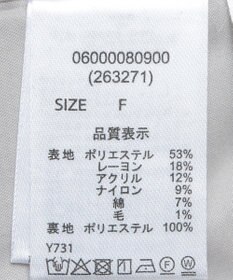 06000080900
(263271)
SIZE F
品質表示
表地 ポリエステル 53%
レーヨン 18%
アクリル 12%
ナイロン 9%
綿 7%
毛 1%
裏地 ポリエステル 100%
Y731